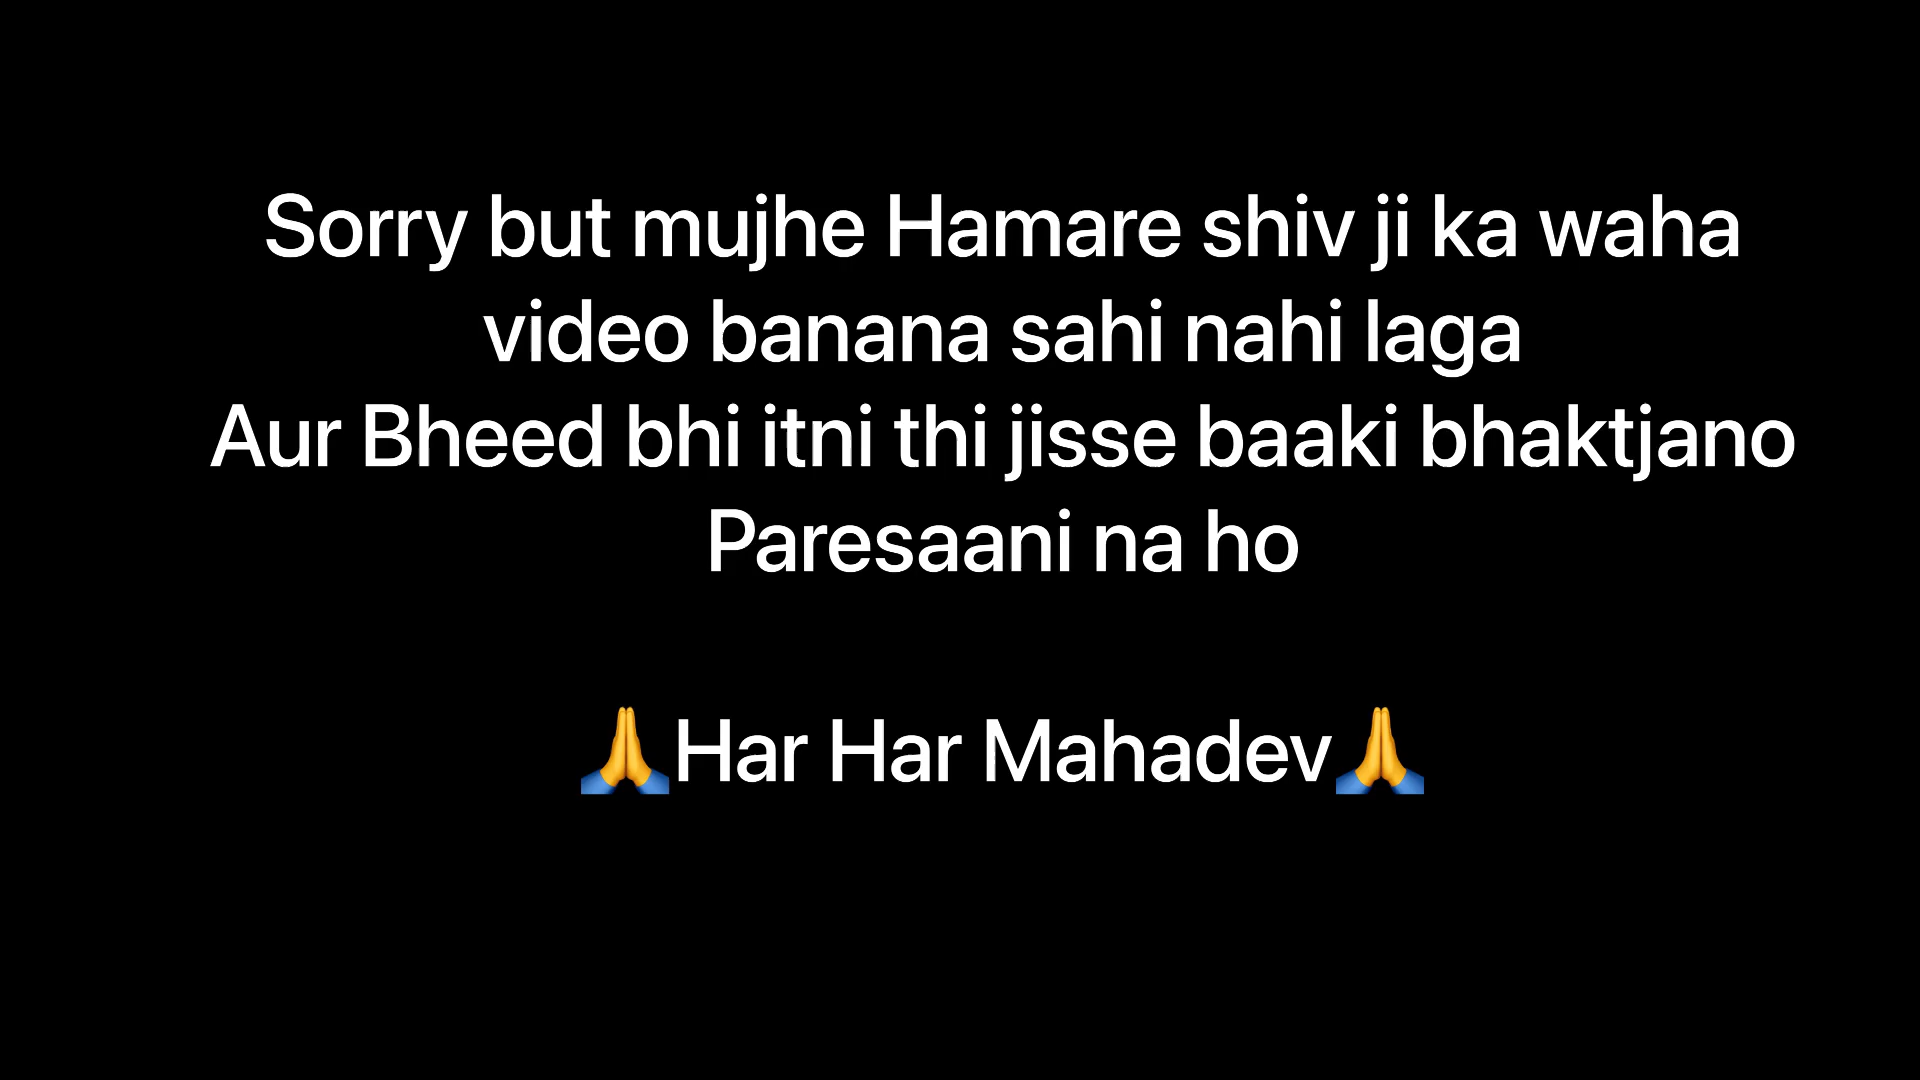 Sorry but mujhe Hamare shiv ji ka waha
video banana sahi nahi laga
Aur Bheed bhi itni thi jisse baaki bhaktjano
Paresaani na ho
🙏Har Har Mahadev🙏